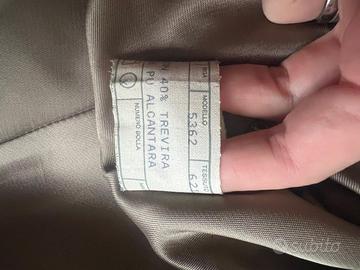 MODELLO
TESSUTO
5362
62
40% TREVIRA
PU ALCANTARA
NUMERO BOLLA
subito